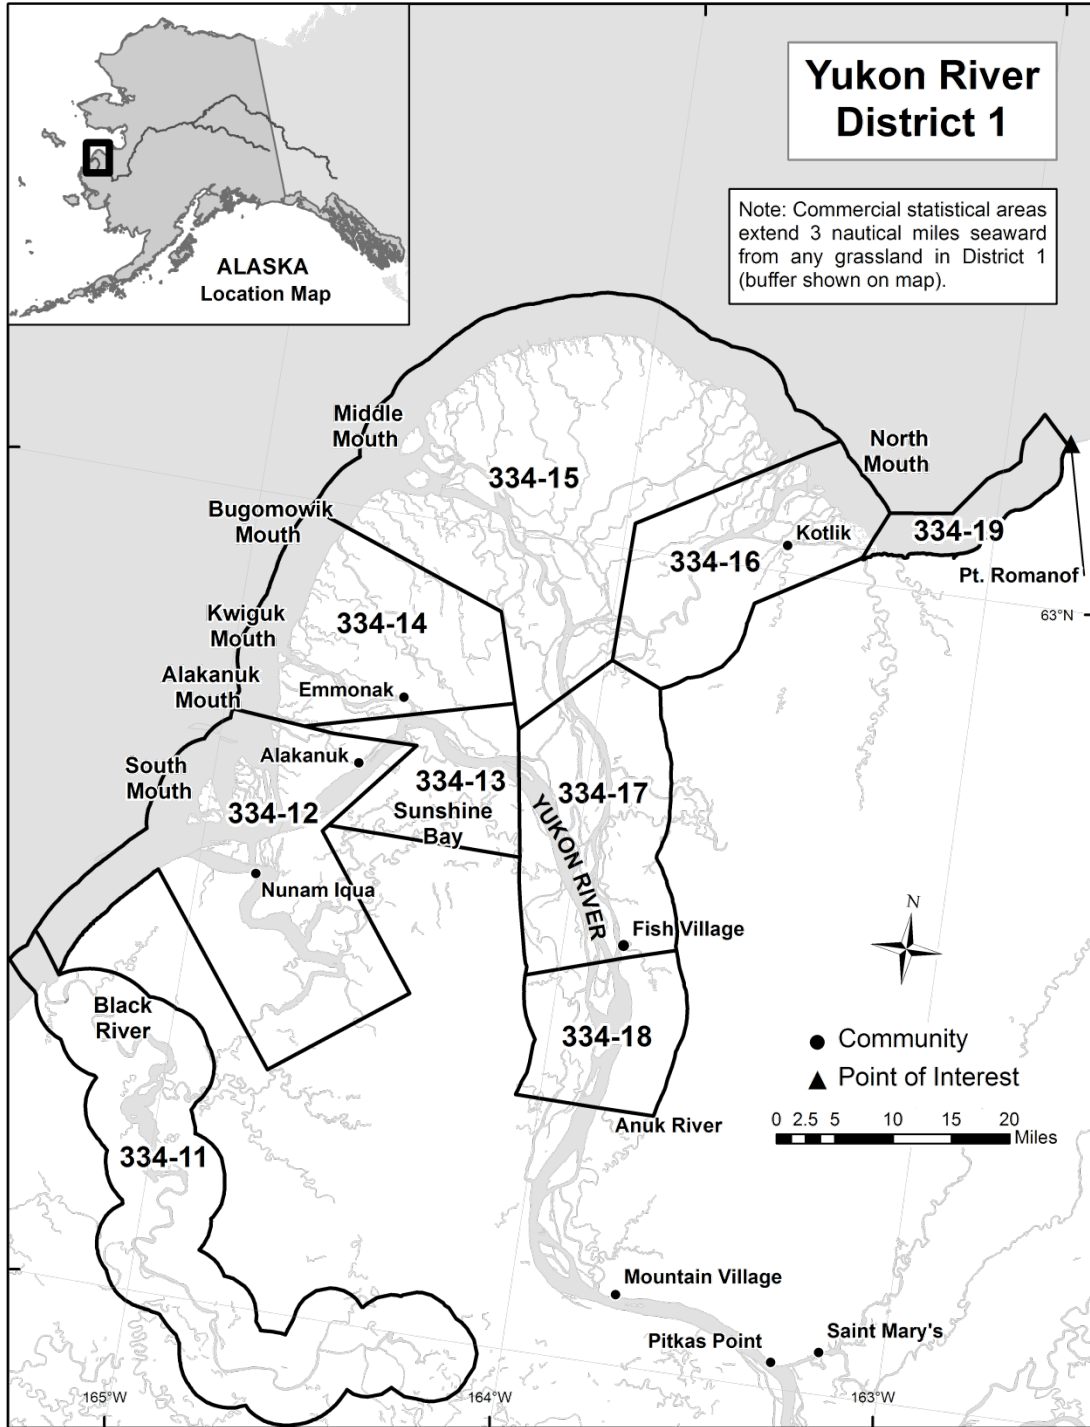 Yukon River
District 1
Note: Commercial statistical areas
extend 3 nautical miles seaward
from any grassland in District 1
(buffer shown on map).
ALASKA
Location Map
Middle
Mouth
North
Mouth
334-15
Bugomowik
Mouth
334-19
Kotlik
334-16
Pt. Romanof
63°N
Kwiguk
Mouth
334-14
Alakanuk
Mouth
Emmonak
Alakanuk
South
Mouth
334-13
Sunshine
Bay
334-17
334-12
YUKON RIVER
Nunam Iqua
Fish Village
N
Black
River
334-18
Community
Point of Interest
Anuk River
0 2.5 5 10 15 20
Miles
334-11
Mountain Village
Pitkas Point
Saint Mary's
165°W
164°W
163°W